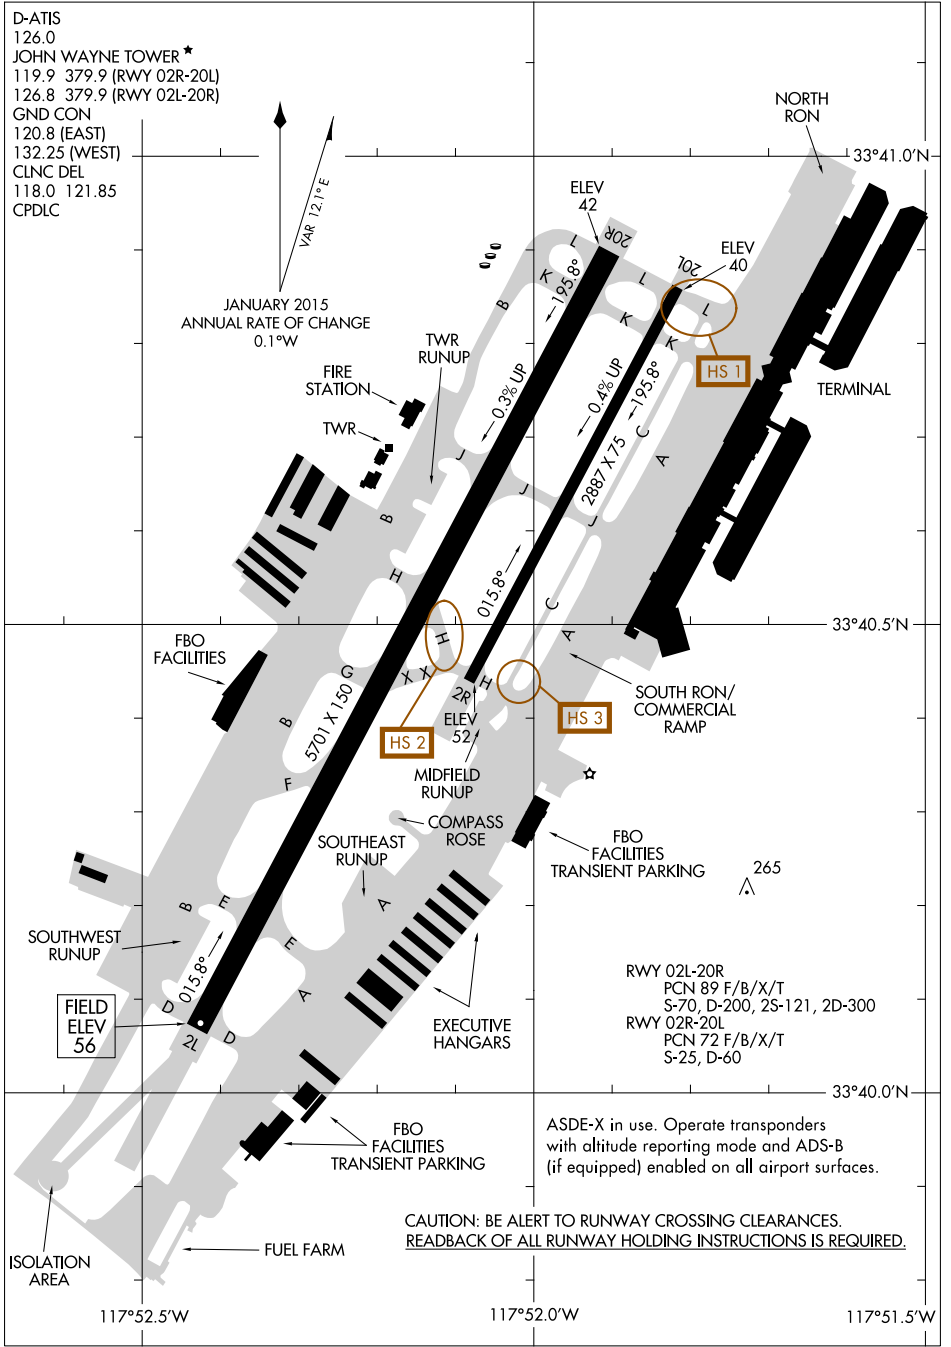 D-ATIS
126.0
JOHN WAYNE TOWER ★
119.9 379.9 (RWY 02R-20L)
126.8 379.9 (RWY 02L-20R)
GND CON
120.8 (EAST)
132.25 (WEST)
CLNC DEL
118.0 121.85
CPDLC
VAR 12.1° E
JANUARY 2015
ANNUAL RATE OF CHANGE
0.1°W
NORTH
RON
33°41.0'N
ELEV
42
20R
L
ELEV
40
20L
L
L
K
B
195.8°
K
K
HS 1
TWR
RUNUP
FIRE
STATION
TWR
0.3% UP
0.4% UP
195.8°
TERMINAL
2887 X 75
C
A
J
J
J
B
H
015.8°
C
A
33°40.5'N
FBO
FACILITIES
H
G
X
X
H
2R
SOUTH RON/
COMMERCIAL
RAMP
B
5701 X 150
HS 2
ELEV
52
HS 3
F
MIDFIELD
RUNUP
COMPASS
ROSE
SOUTHEAST
RUNUP
FBO
FACILITIES
TRANSIENT PARKING
265
B
E
A
SOUTHWEST
RUNUP
015.8°
E
A
RWY 02L-20R
PCN 89 F/B/X/T
S-70, D-200, 2S-121, 2D-300
RWY 02R-20L
PCN 72 F/B/X/T
S-25, D-60
FIELD
ELEV
56
D
D
2L
EXECUTIVE
HANGARS
33°40.0'N
FBO
FACILITIES
TRANSIENT PARKING
ASDE-X in use. Operate transponders
with altitude reporting mode and ADS-B
(if equipped) enabled on all airport surfaces.
CAUTION: BE ALERT TO RUNWAY CROSSING CLEARANCES.
READBACK OF ALL RUNWAY HOLDING INSTRUCTIONS IS REQUIRED.
FUEL FARM
ISOLATION
AREA
117°52.5'W
117°52.0'W
117°51.5'W